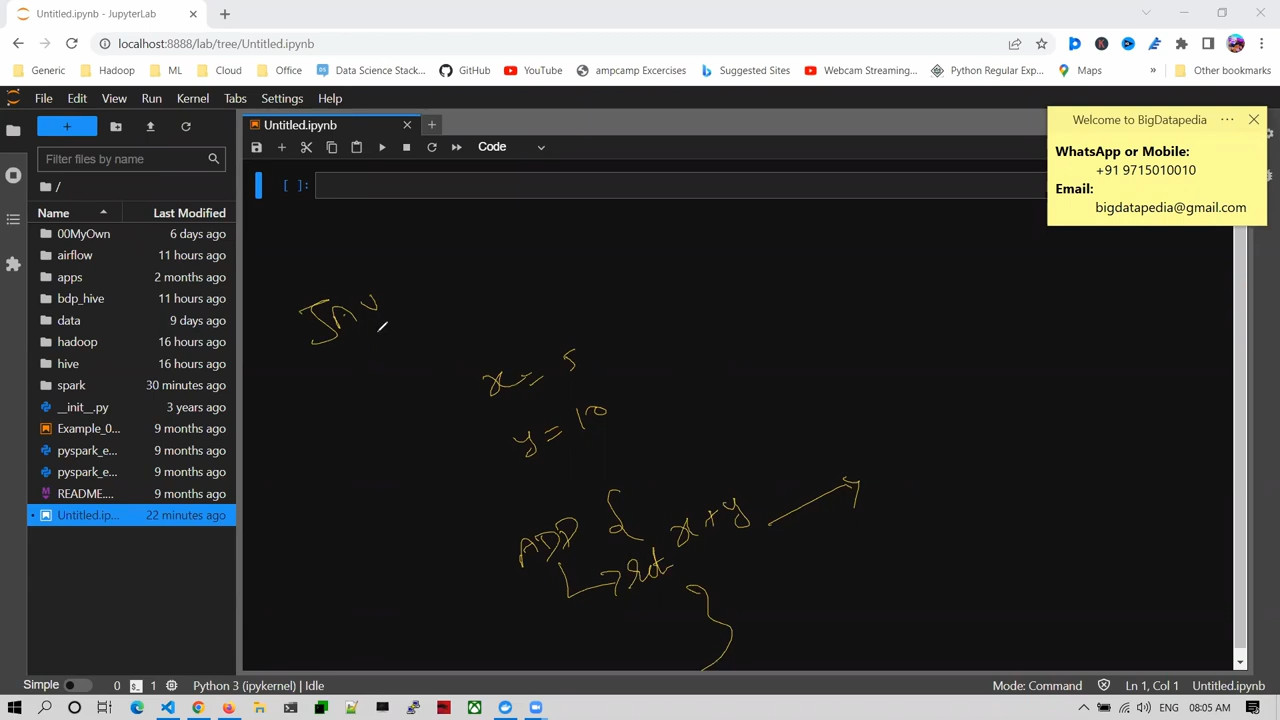 Untitled.ipynb - JupyterLab
localhost:8888/lab/tree/Untitled.ipynb
Generic Hadoop ML Cloud Office Data Science Stack... GitHub YouTube ampcamp Excercises Suggested Sites Webcam Streaming... Python Regular Exp... Maps » Other bookmarks
File Edit View Run Kernel Tabs Settings Help
Untitled.ipynb
Code
Filter files by name
/
Name Last Modified
00MyOwn 6 days ago
airflow 11 hours ago
apps 2 months ago
bdp_hive 11 hours ago
data 9 days ago
hadoop 16 hours ago
hive 16 hours ago
spark 30 minutes ago
__init__.py 3 years ago
Example_0... 9 months ago
pyspark_e... 9 months ago
pyspark_e... 9 months ago
README.... 9 months ago
Untitled.ip... 22 minutes ago
[ ]:
Welcome to BigDatapedia ...
WhatsApp or Mobile:
+91 9715010010
Email:
bigdatapedia@gmail.com
JAV
x = 5
y = 10
ADD {
ret x + y
}
Simple 0 1 Python 3 (ipykernel) | Idle Mode: Command Ln 1, Col 1 Untitled.ipynb
ENG 08:05 AM